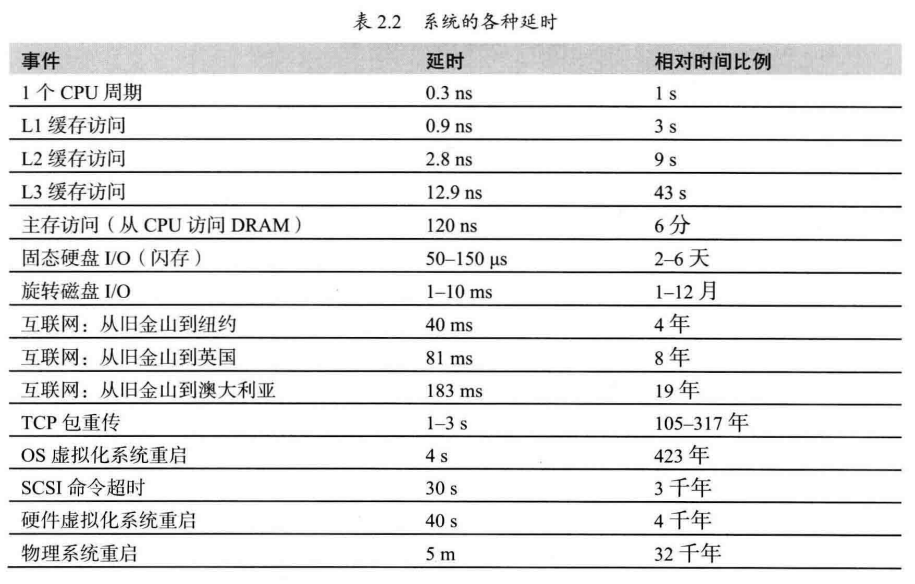 表 2.2 系统的各种延时
事件 延时 相对时间比例
1 个 CPU 周期 0.3 ns 1 s
L1 缓存访问 0.9 ns 3 s
L2 缓存访问 2.8 ns 9 s
L3 缓存访问 12.9 ns 43 s
主存访问（从 CPU 访问 DRAM） 120 ns 6 分
固态硬盘 I/O（闪存） 50–150 μs 2–6 天
旋转磁盘 I/O 1–10 ms 1–12 月
互联网：从旧金山到纽约 40 ms 4 年
互联网：从旧金山到英国 81 ms 8 年
互联网：从旧金山到澳大利亚 183 ms 19 年
TCP 包重传 1–3 s 105–317 年
OS 虚拟化系统重启 4 s 423 年
SCSI 命令超时 30 s 3 千年
硬件虚拟化系统重启 40 s 4 千年
物理系统重启 5 m 32 千年